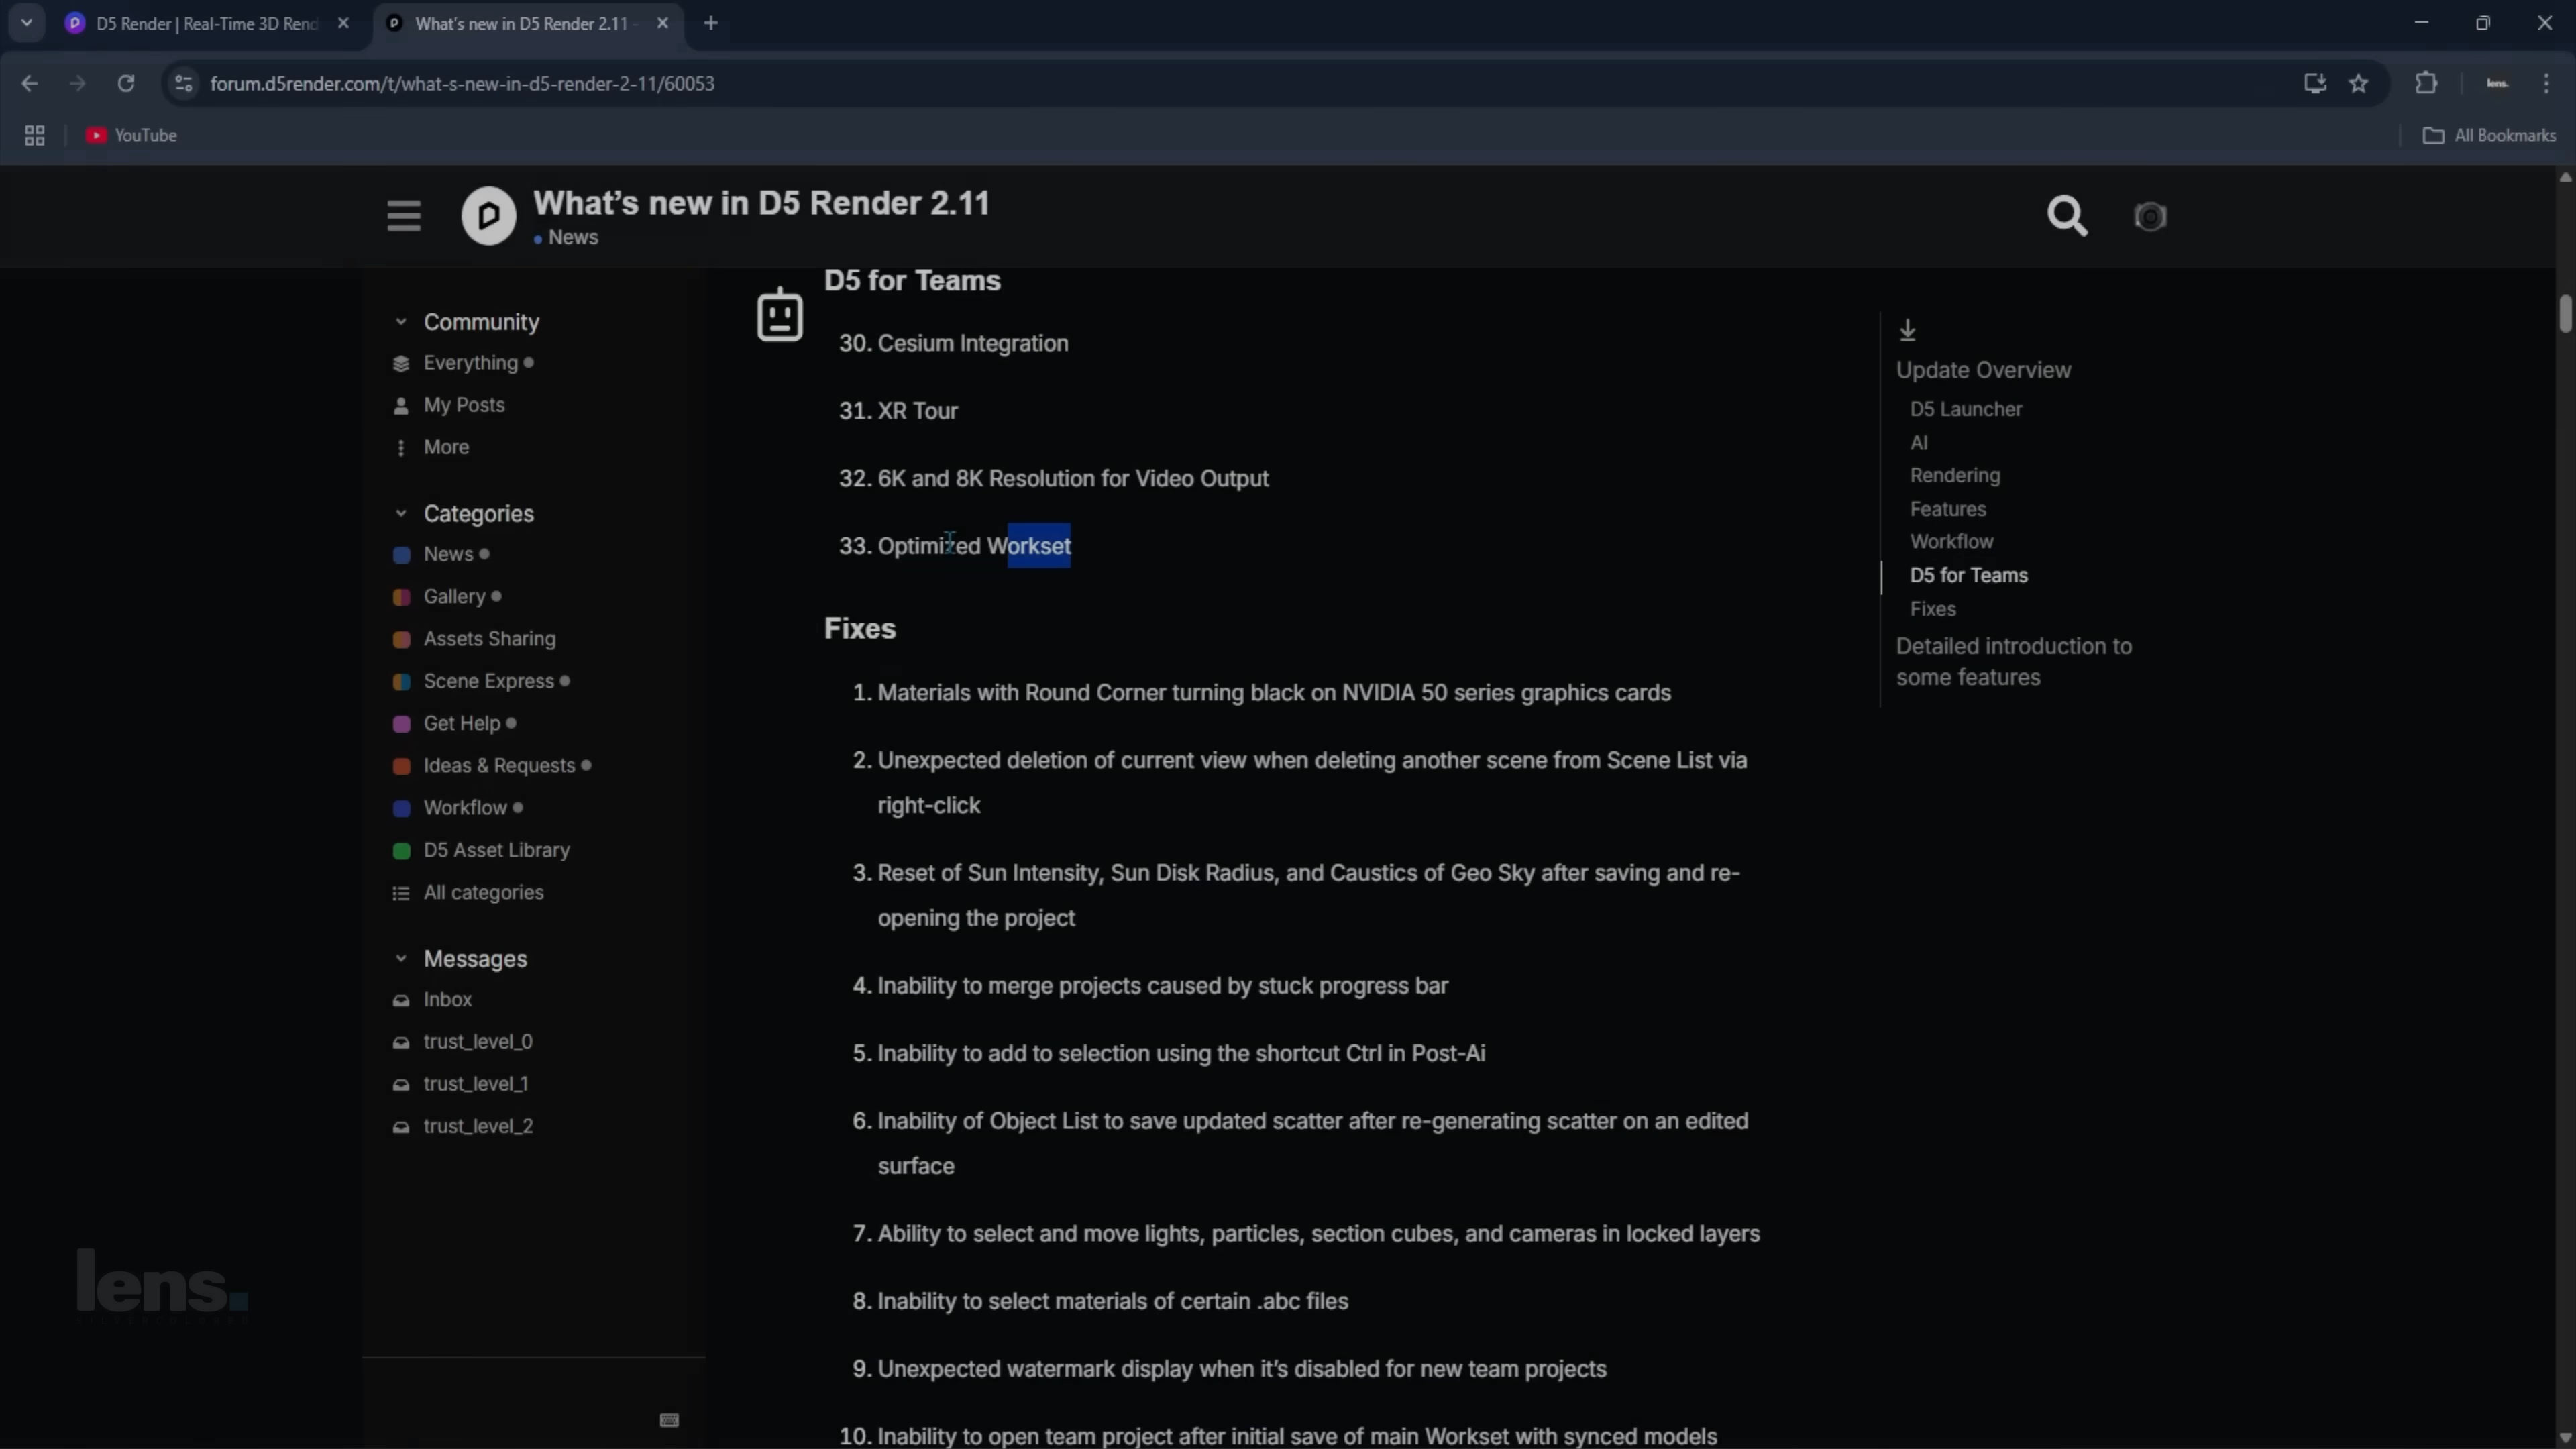 D5 Render | Real-Time 3D Rend
What's new in D5 Render 2.11 -
forum.d5render.com/t/what-s-new-in-d5-render-2-11/60053
lens.
YouTube
All Bookmarks
What's new in D5 Render 2.11
News
D5 for Teams
30. Cesium Integration
31. XR Tour
32. 6K and 8K Resolution for Video Output
33. Optimized Workset
Fixes
1. Materials with Round Corner turning black on NVIDIA 50 series graphics cards
2. Unexpected deletion of current view when deleting another scene from Scene List via
right-click
3. Reset of Sun Intensity, Sun Disk Radius, and Caustics of Geo Sky after saving and re-
opening the project
4. Inability to merge projects caused by stuck progress bar
5. Inability to add to selection using the shortcut Ctrl in Post-Ai
6. Inability of Object List to save updated scatter after re-generating scatter on an edited
surface
7. Ability to select and move lights, particles, section cubes, and cameras in locked layers
8. Inability to select materials of certain .abc files
9. Unexpected watermark display when it's disabled for new team projects
10. Inability to open team project after initial save of main Workset with synced models
Community
Everything
My Posts
More
Categories
News
Gallery
Assets Sharing
Scene Express
Get Help
Ideas & Requests
Workflow
D5 Asset Library
All categories
Messages
Inbox
trust_level_0
trust_level_1
trust_level_2
Update Overview
D5 Launcher
AI
Rendering
Features
Workflow
D5 for Teams
Fixes
Detailed introduction to
some features
lens.